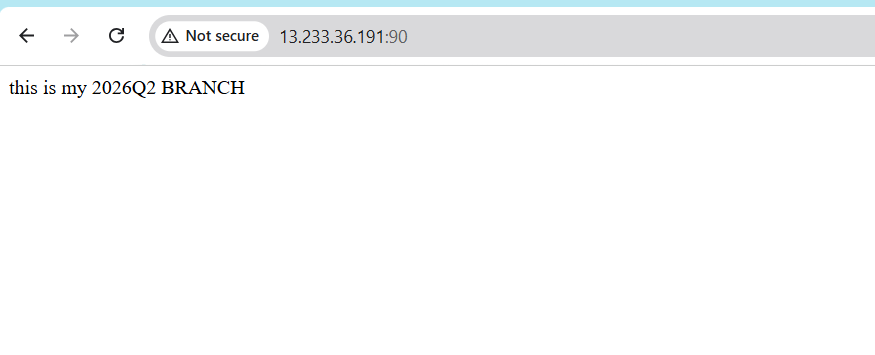 Not secure 13.233.36.191:90
this is my 2026Q2 BRANCH